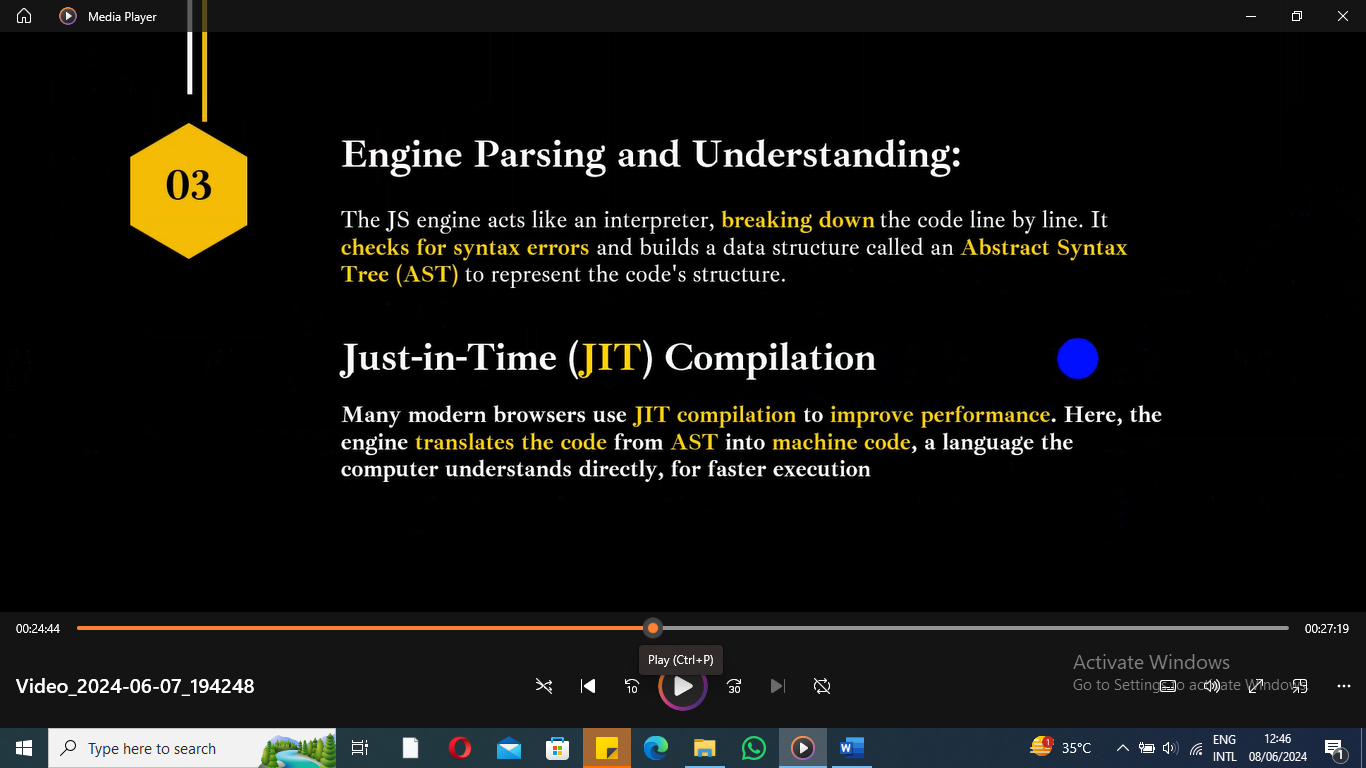 Media Player
03
Engine Parsing and Understanding:
The JS engine acts like an interpreter, breaking down the code line by line. It
checks for syntax errors and builds a data structure called an Abstract Syntax
Tree (AST) to represent the code's structure.
Just-in-Time (JIT) Compilation
Many modern browsers use JIT compilation to improve performance. Here, the
engine translates the code from AST into machine code, a language the
computer understands directly, for faster execution
00:24:44
00:27:19
Play (Ctrl+P)
Video_2024-06-07_194248
10
30
Activate Windows
Go to Settings to activate Windows.
Type here to search
1
35°C
ENG
INTL
12:46
08/06/2024
1